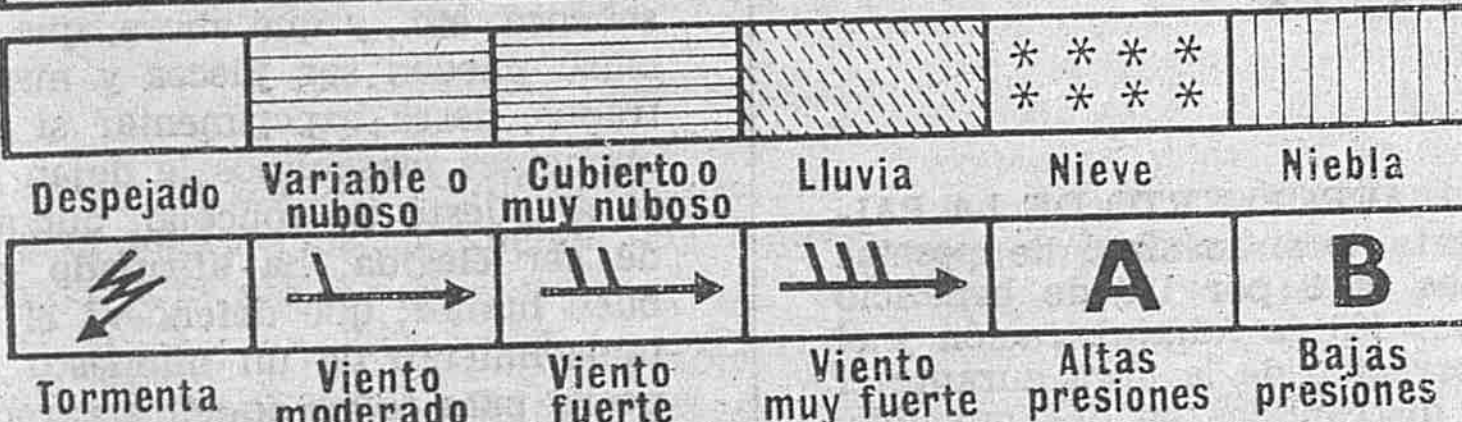 Despejado
Variable o
nuboso
Cubierto o
muy nuboso
Lluvia
Nieve
Niebla
A
B
Tormenta
Viento
moderado
Viento
fuerte
Viento
muy fuerte
Altas
presiones
Bajas
presiones